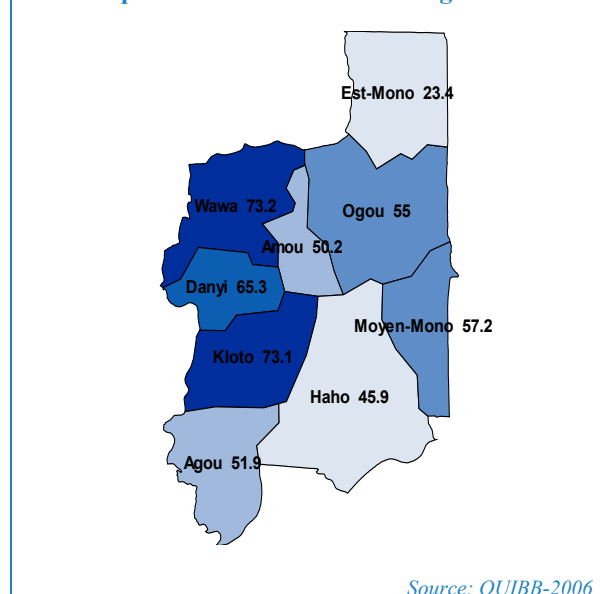 Est-Mono 23.4
Wawa 73.2
Ogou 55
Amou 50.2
Danyi 65.3
Moyen-Mono 57.2
Kloto 73.1
Haho 45.9
Agou 51.9
Source: QUIBB-2006